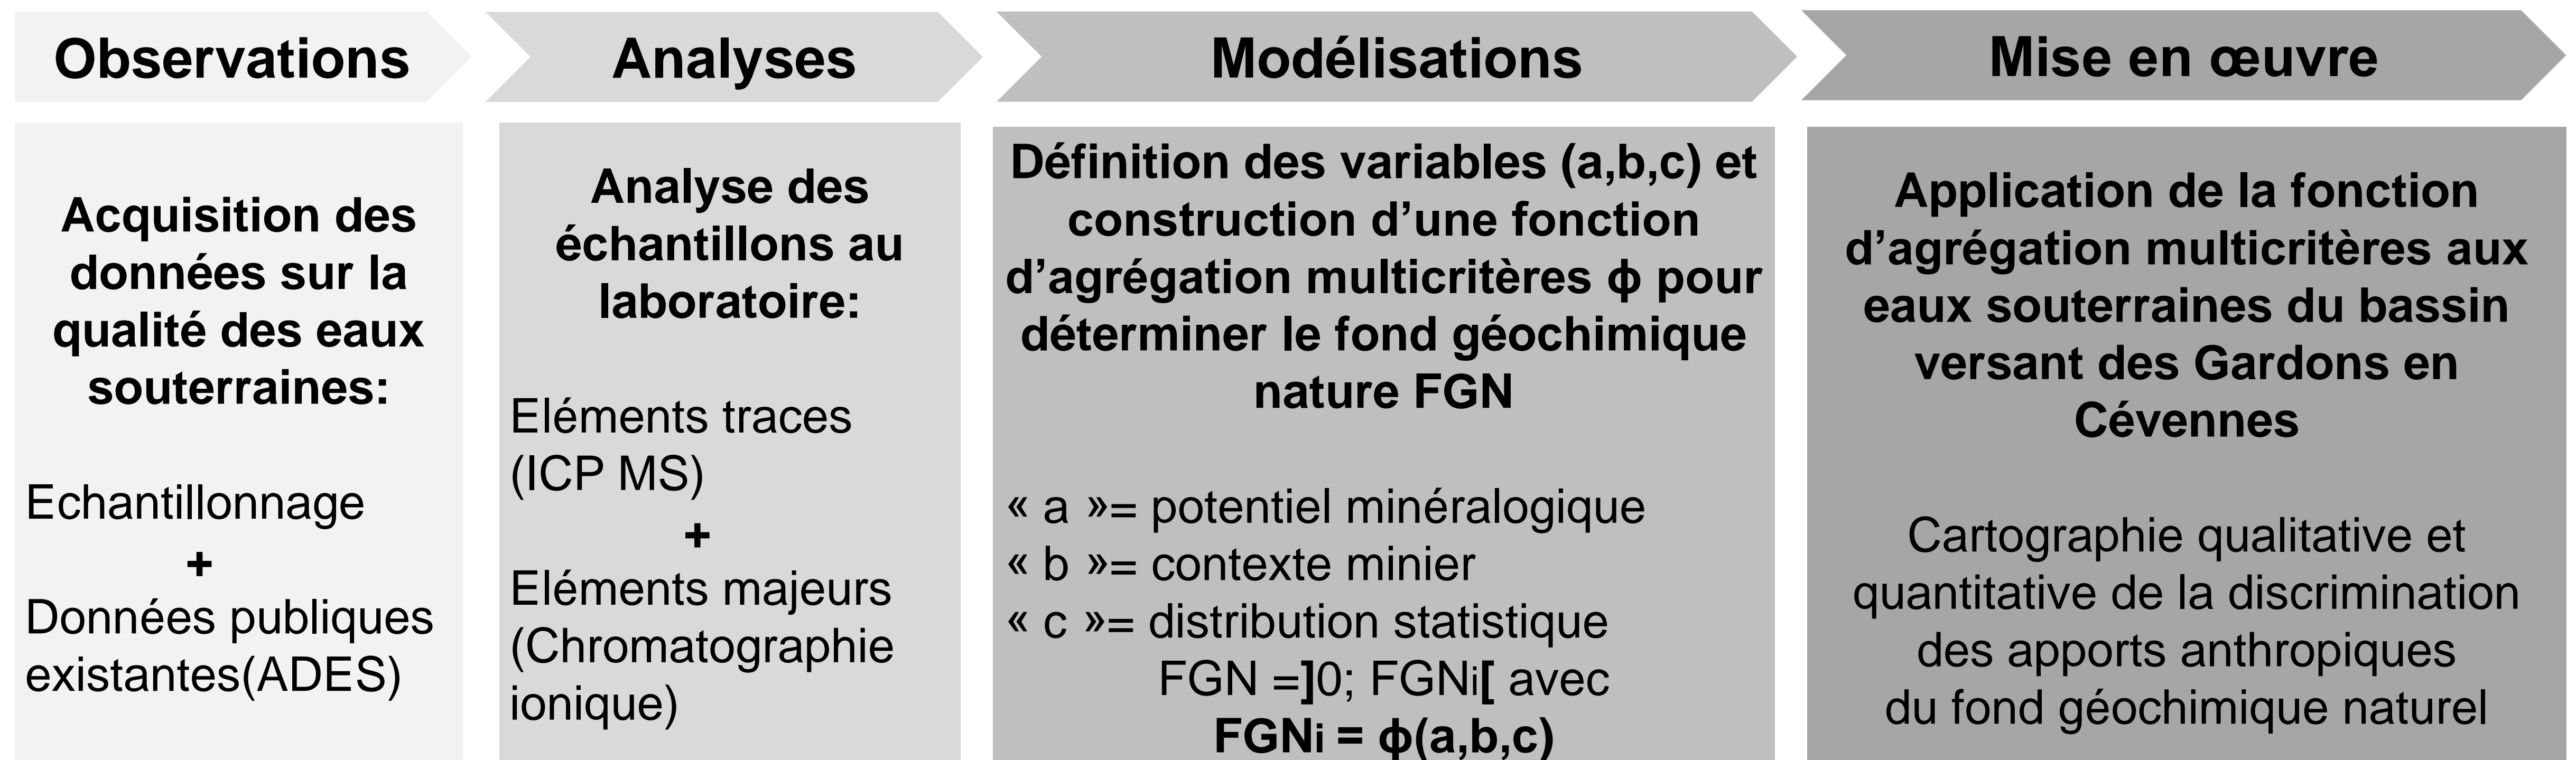 Observations
Acquisition des
données sur la
qualité des eaux
souterraines:
Echantillonnage
+
Données publiques
existantes(ADES)
Analyses
Analyse des
échantillons au
laboratoire:
Eléments traces
(ICP MS)
+
Eléments majeurs
(Chromatographie
ionique)
Modélisations
Définition des variables (a,b,c) et
construction d’une fonction
d’agrégation multicritères ϕ pour
déterminer le fond géochimique
nature FGN
« a »= potentiel minéralogique
« b »= contexte minier
« c »= distribution statistique
FGN =]0; FGNi[ avec
FGNi = ϕ(a,b,c)
Mise en œuvre
Application de la fonction
d’agrégation multicritères aux
eaux souterraines du bassin
versant des Gardons en
Cévennes
Cartographie qualitative et
quantitative de la discrimination
des apports anthropiques
du fond géochimique naturel